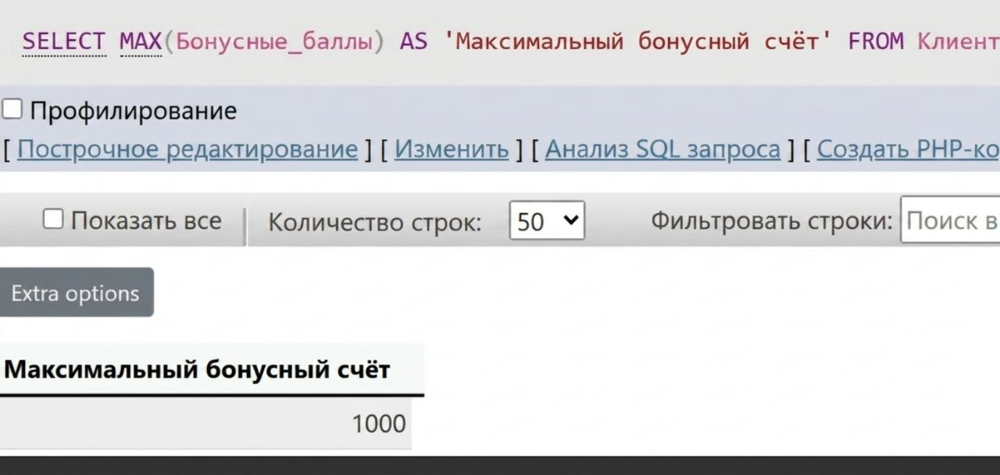 SELECT MAX(Бонусные_баллы) AS 'Максимальный бонусный счёт' FROM Клиент
Профилирование
[ Построчное редактирование ] [ Изменить ] [ Анализ SQL запроса ] [ Создать PHP-ко
Показать все Количество строк: 50 Фильтровать строки: Поиск в
Extra options
Максимальный бонусный счёт
1000